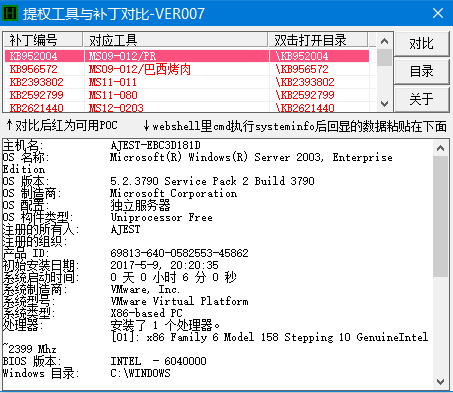 提权工具与补丁对比-VER007
补丁编号 对应工具 双击打开目录 对比
KB952004 MS09-012/PR \KB952004
KB956572 MS09-012/巴西烤肉 \KB956572 目录
KB2393802 MS11-011 \KB2393802
KB2592799 MS11-080 \KB2592799 关于
KB2621440 MS12-0203 \KB2621440
↑对比后红为可用POC ↓webshell里cmd执行systeminfo后回显的数据粘贴在下面
主机名: AJEST-EBC3D181D
OS 名称: Microsoft(R) Windows(R) Server 2003, Enterprise
Edition
OS 版本: 5.2.3790 Service Pack 2 Build 3790
OS 制造商: Microsoft Corporation
OS 配置: 独立服务器
OS 构件类型: Uniprocessor Free
注册的所有人: AJEST
注册的组织:
产品 ID: 69813-640-0582553-45862
初始安装日期: 2017-5-9, 20:20:35
系统启动时间: 0 天 0 小时 6 分 0 秒
系统制造商: VMware, Inc.
系统型号: VMware Virtual Platform
系统类型: X86-based PC
处理器: 安装了 1 个处理器。
[01]: x86 Family 6 Model 158 Stepping 10 GenuineIntel
~2399 Mhz
BIOS 版本: INTEL - 6040000
Windows 目录: C:\WINDOWS